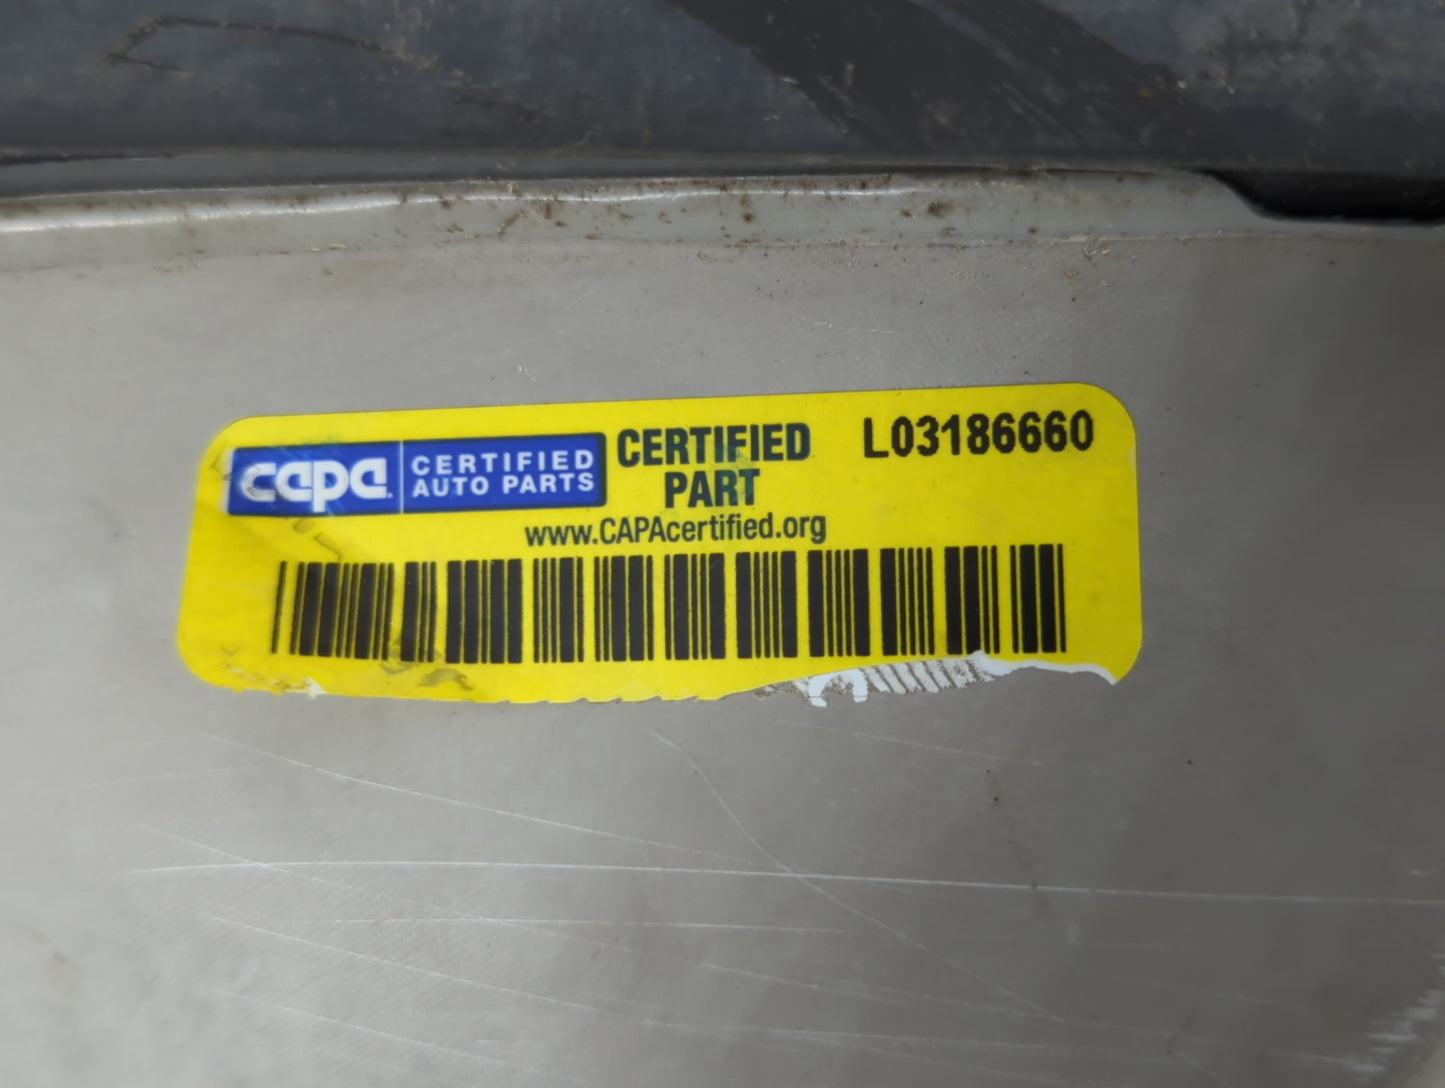 capa. CERTIFIED AUTO PARTS
CERTIFIED PART
L03186660
www.CAPAcertified.org